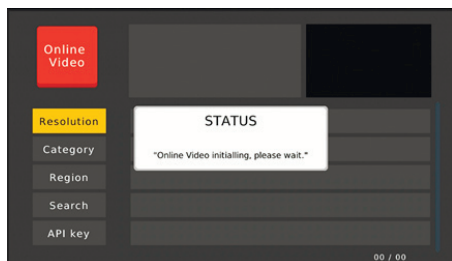 Online
Video
Resolution
Category
Region
Search
API key
STATUS
"Online Video initialling, please wait."
00 / 00